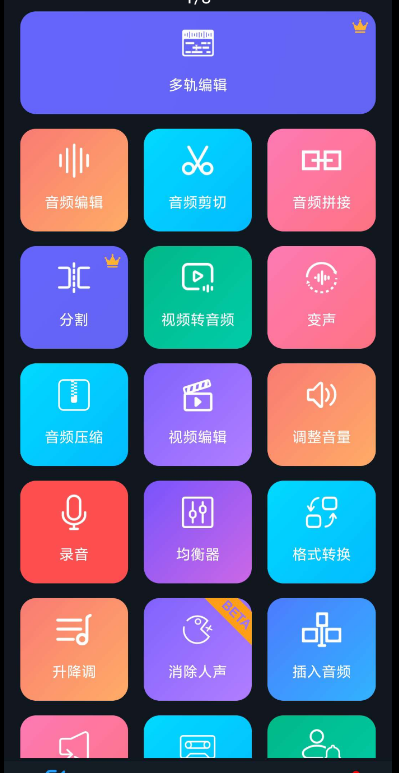 多轨编辑
音频编辑
音频剪切
音频拼接
分割
视频转音频
变声
音频压缩
视频编辑
调整音量
录音
均衡器
格式转换
升降调
BETA
消除人声
插入音频